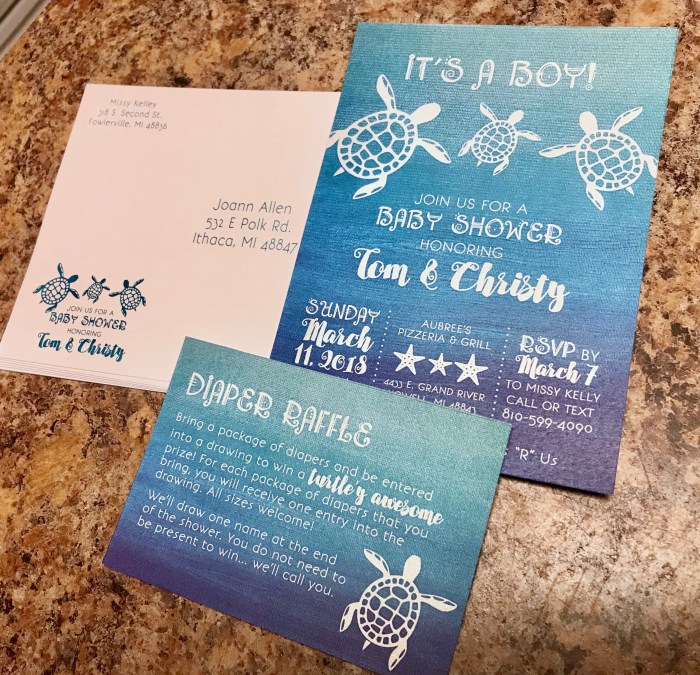 Missy Kelley
318 S. Second St.
Fowlerville, MI 48836
Joann Allen
532 E Polk Rd.
Ithaca, MI 48847
JOIN US FOR A
BABY SHOWER
HONORING
Tom & Christy
IT'S A BOY!
JOIN US FOR A
BABY SHOWER
HONORING
Tom & Christy
SUNDAY
March
11, 2018
AUBREE'S
PIZZERIA & GRILL
4433 E. GRAND RIVER
HOWELL, MI 48843
RSVP BY
March 7
TO MISSY KELLEY
CALL OR TEXT
810-599-4090
"R" Us
DIAPER RAFFLE
Bring a package of diapers and be entered
into a drawing to win a turtle'y awesome
prize! For each package of diapers that you
bring, you will receive one entry into the
drawing. All sizes welcome!
We'll draw one name at the end
of the shower. You do not need to
be present to win... we'll call you.